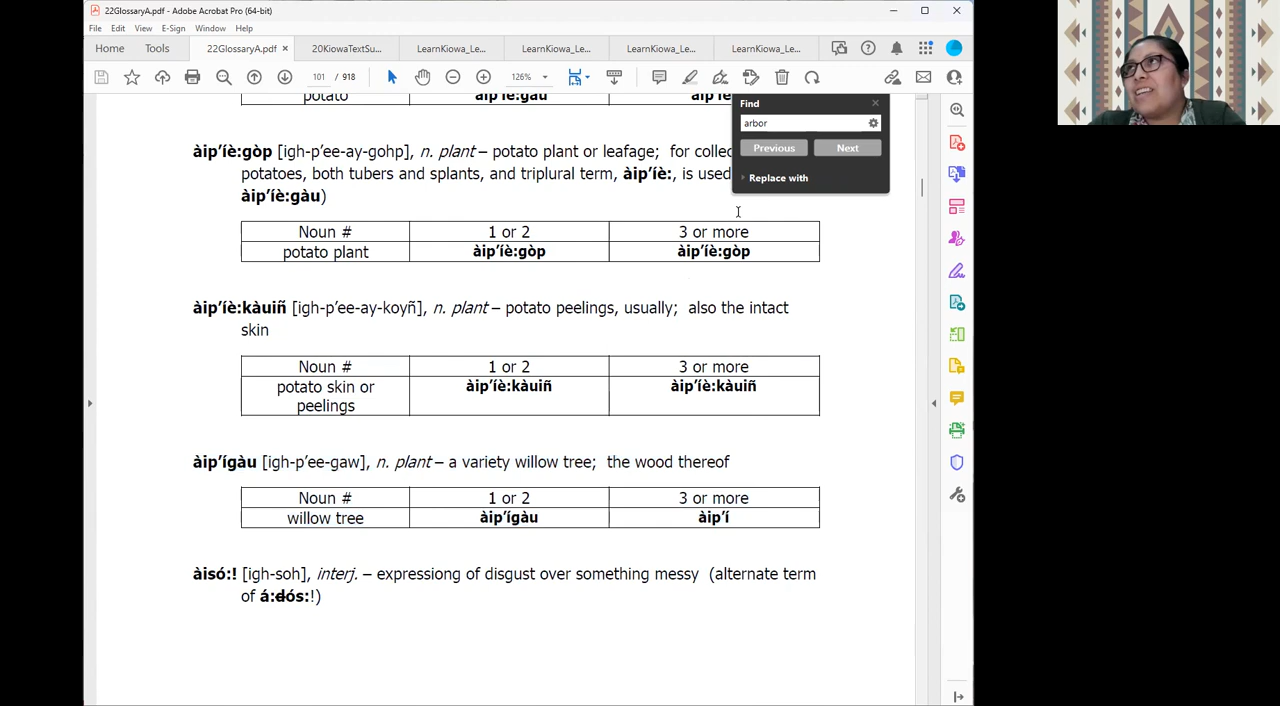 22GlossaryA.pdf - Adobe Acrobat Pro (64-bit)
File Edit View E-Sign Window Help
Home Tools 22GlossaryA.pdf × 20KiowaTextSu... LearnKiowa_Le... LearnKiowa_Le... LearnKiowa_Le... LearnKiowa_Le...
101 / 918 126%
potato àip'íè:gàu àip'íè
Find
arbor
Previous Next
Replace with
àip'íè:gòp [igh-p'ee-ay-gohp], n. plant – potato plant or leafage; for collec
potatoes, both tubers and splants, and triplural term, àip'íè:, is used
àip'íè:gàu)
Noun # 1 or 2 3 or more
potato plant àip'íè:gòp àip'íè:gòp
àip'íè:kàuiñ [igh-p'ee-ay-koyñ], n. plant – potato peelings, usually; also the intact
skin
Noun # 1 or 2 3 or more
potato skin or àip'íè:kàuiñ àip'íè:kàuiñ
peelings
àip'ígàu [igh-p'ee-gaw], n. plant – a variety willow tree; the wood thereof
Noun # 1 or 2 3 or more
willow tree àip'ígàu àip'í
àisó:! [igh-soh], interj. – expressiong of disgust over something messy (alternate term
of á:đós:!)